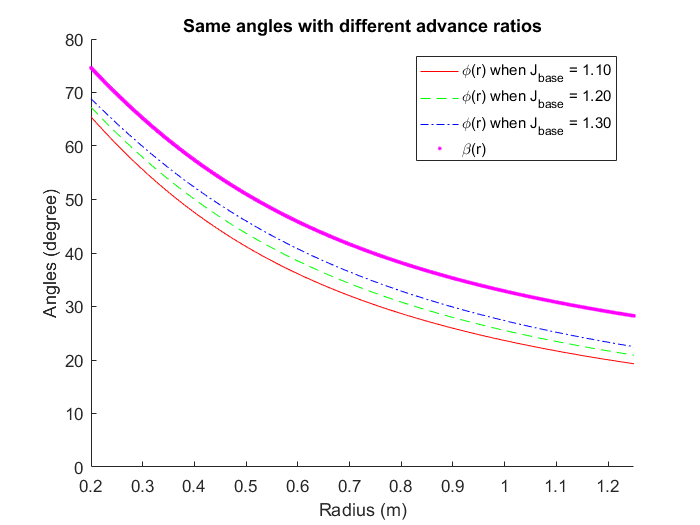 Same angles with different advance ratios
ϕ(r) when J_base = 1.10
ϕ(r) when J_base = 1.20
ϕ(r) when J_base = 1.30
β(r)
Angles (degree)
80
70
60
50
40
30
20
10
0
0.2 0.3 0.4 0.5 0.6 0.7 0.8 0.9 1 1.1 1.2
Radius (m)